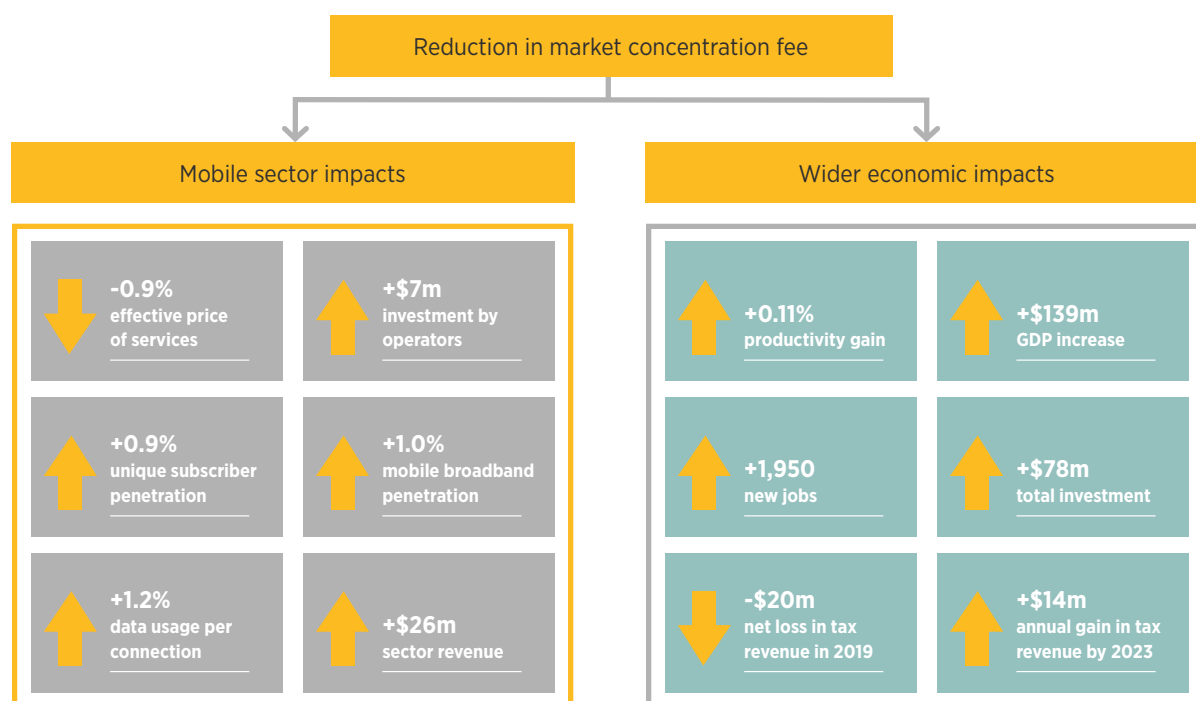 Reduction in market concentration fee
Mobile sector impacts
-0.9%
effective price
of services
+$7m
investment by
operators
+0.9%
unique subscriber
penetration
+1.0%
mobile broadband
penetration
+1.2%
data usage per
connection
+$26m
sector revenue
Wider economic impacts
+0.11%
productivity gain
+$139m
GDP increase
+1,950
new jobs
+$78m
total investment
-$20m
net loss in tax
revenue in 2019
+$14m
annual gain in tax
revenue by 2023